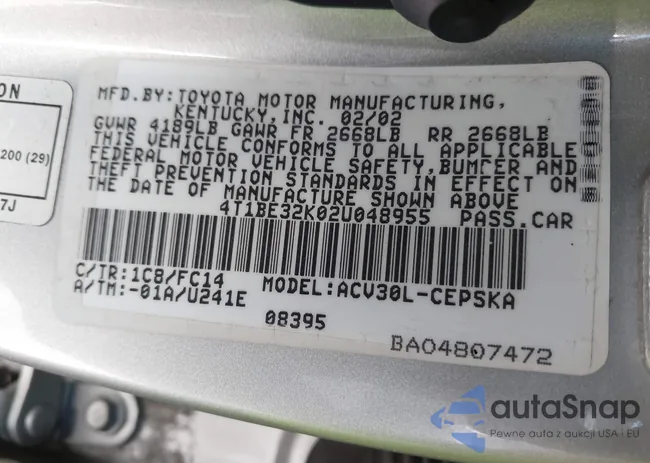 ON
200 (29)
7J
MFD.BY:TOYOTA MOTOR MANUFACTURING,
KENTUCKY,INC. 02/02
GVWR 4189LB GAWR FR 2668LB RR 2668LB
THIS VEHICLE CONFORMS TO ALL APPLICABLE
FEDERAL MOTOR VEHICLE SAFETY,BUMPER AND
THEFT PREVENTION STANDARDS IN EFFECT ON
THE DATE OF MANUFACTURE SHOWN ABOVE
4T1BE32K02U048955 PASS.CAR
C/TR:1C8/FC14 MODEL:ACV30L-CEPSKA
A/TM:-01A/U241E
08395
BA04807472
autaSnap
Pewne auta z aukcji USA i EU